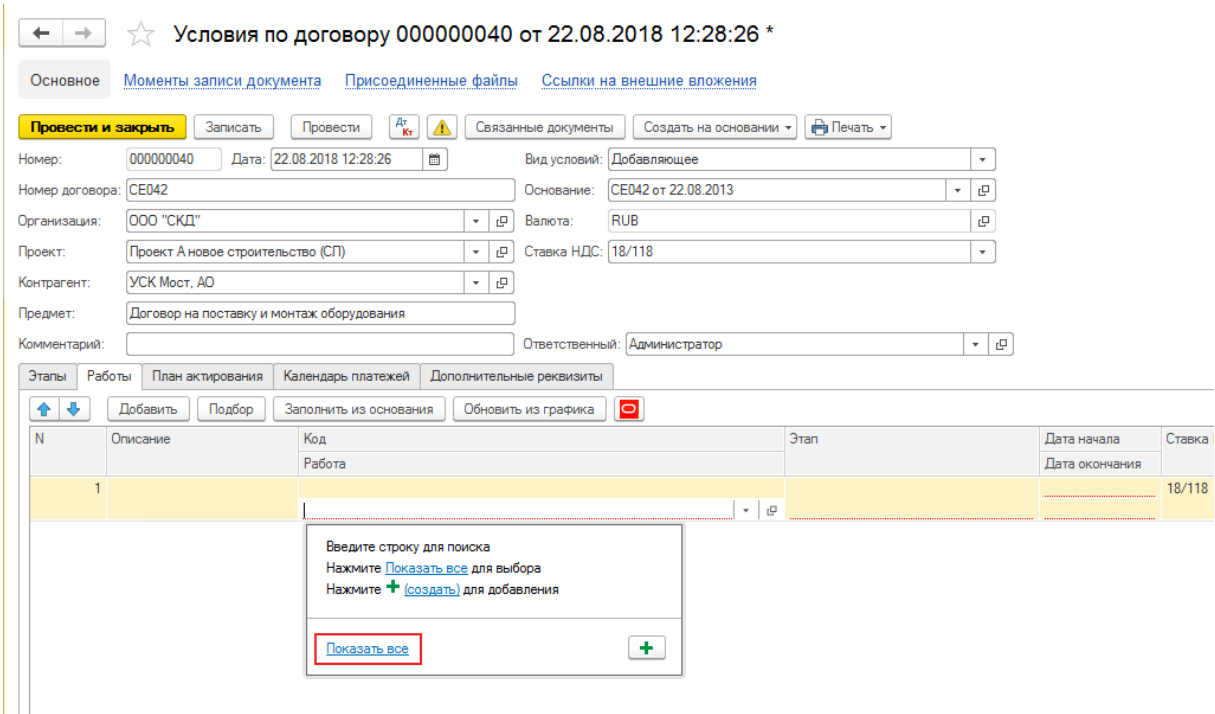 Условия по договору 000000040 от 22.08.2018 12:28:26 *
Основное Моменты записи документа Присоединенные файлы Ссылки на внешние вложения
Провести и закрыть Записать Провести Дт Кт Связанные документы Создать на основании Печать
Номер: 000000040 Дата: 22.08.2018 12:28:26 Вид условий: Добавляющее
Номер договора: СЕ042 Основание: СЕ042 от 22.08.2013
Организация: ООО "СКД" Валюта: RUB
Проект: Проект А новое строительство (СП) Ставка НДС: 18/118
Контрагент: УСК Мост, АО
Предмет: Договор на поставку и монтаж оборудования
Комментарий: Ответственный: Администратор
Этапы Работы План актирования Календарь платежей Дополнительные реквизиты
Добавить Подбор Заполнить из основания Обновить из графика
N Описание Код Этап Дата начала Ставка
Работа Дата окончания
1 18/118
Введите строку для поиска
Нажмите Показать все для выбора
Нажмите + (создать) для добавления
Показать все +